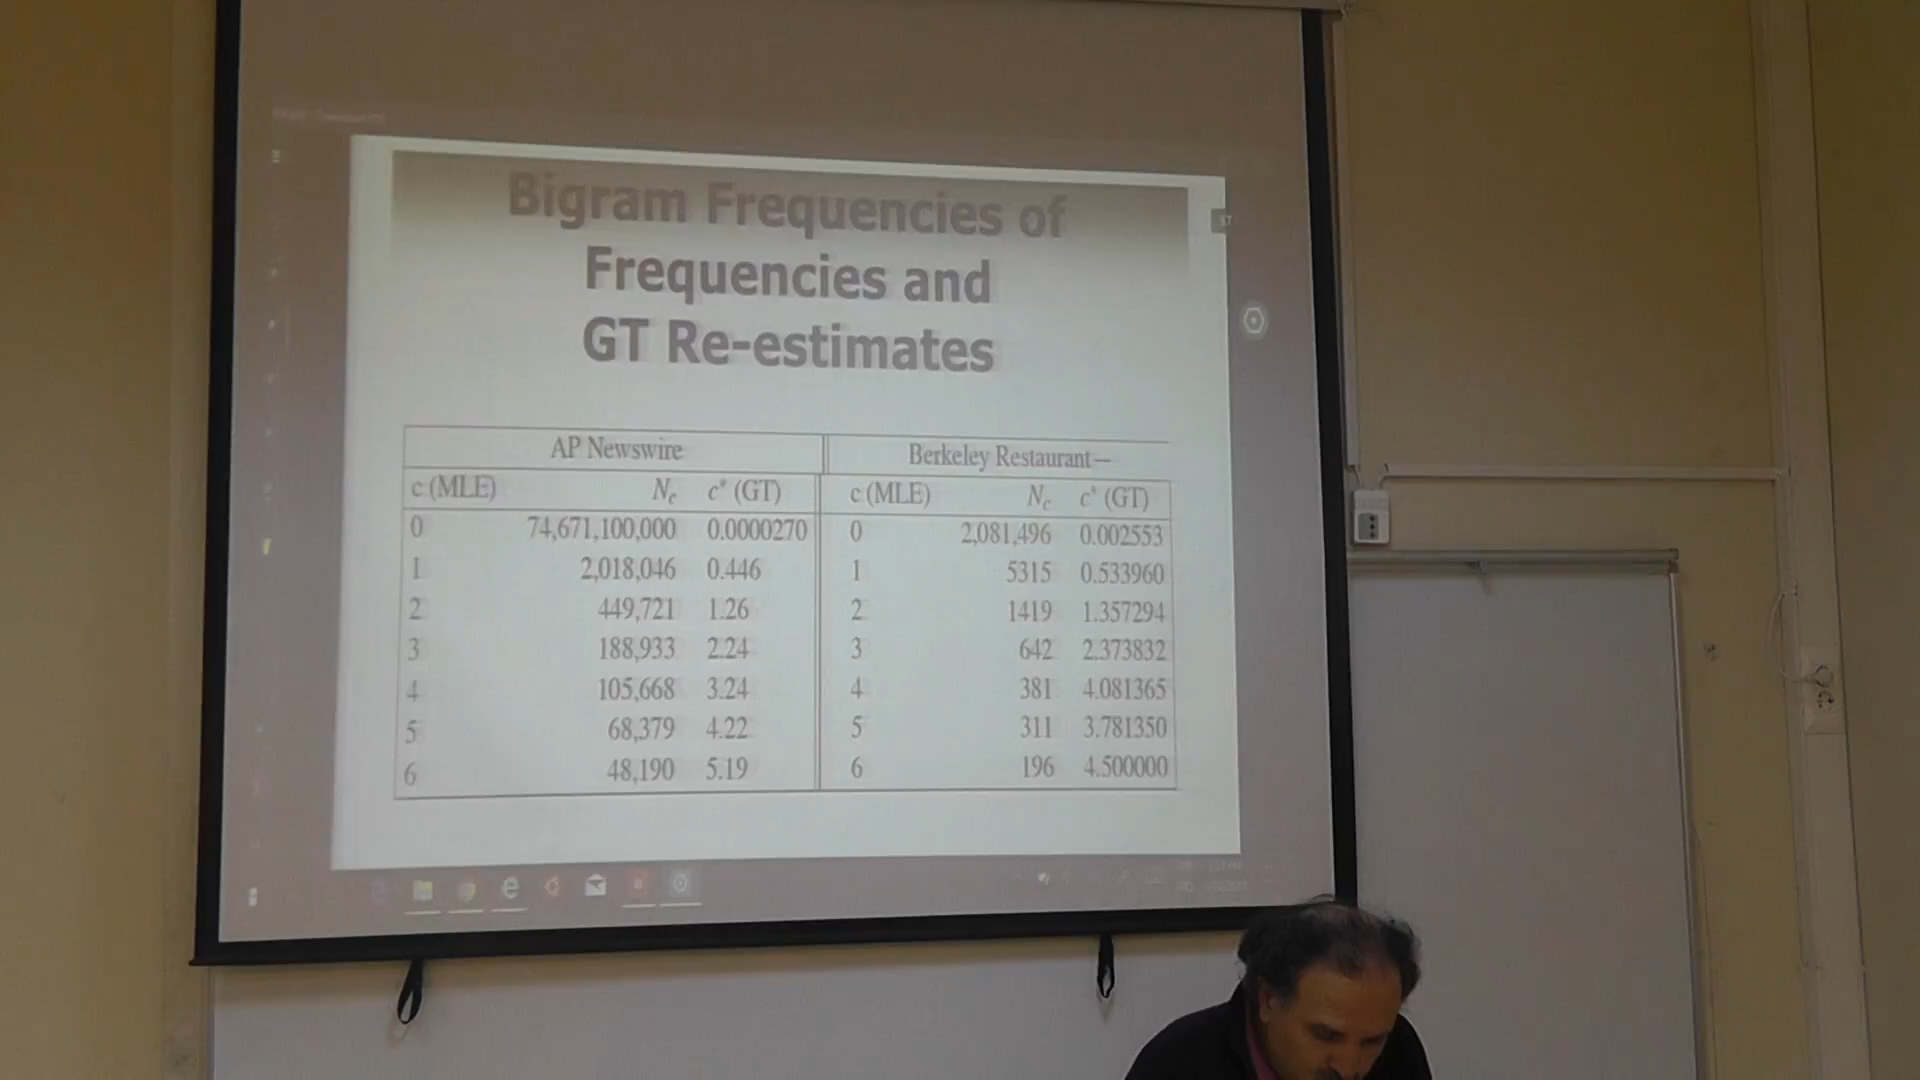 Bigram Frequencies of
Frequencies and
GT Re-estimates
57
AP Newswire Berkeley Restaurant—
c (MLE) Nc c* (GT) c (MLE) Nc c* (GT)
0 74,671,100,000 0.0000270 0 2,081,496 0.002553
1 2,018,046 0.446 1 5315 0.533960
2 449,721 1.26 2 1419 1.357294
3 188,933 2.24 3 642 2.373832
4 105,668 3.24 4 381 4.081365
5 68,379 4.22 5 311 3.781350
6 48,190 5.19 6 196 4.500000